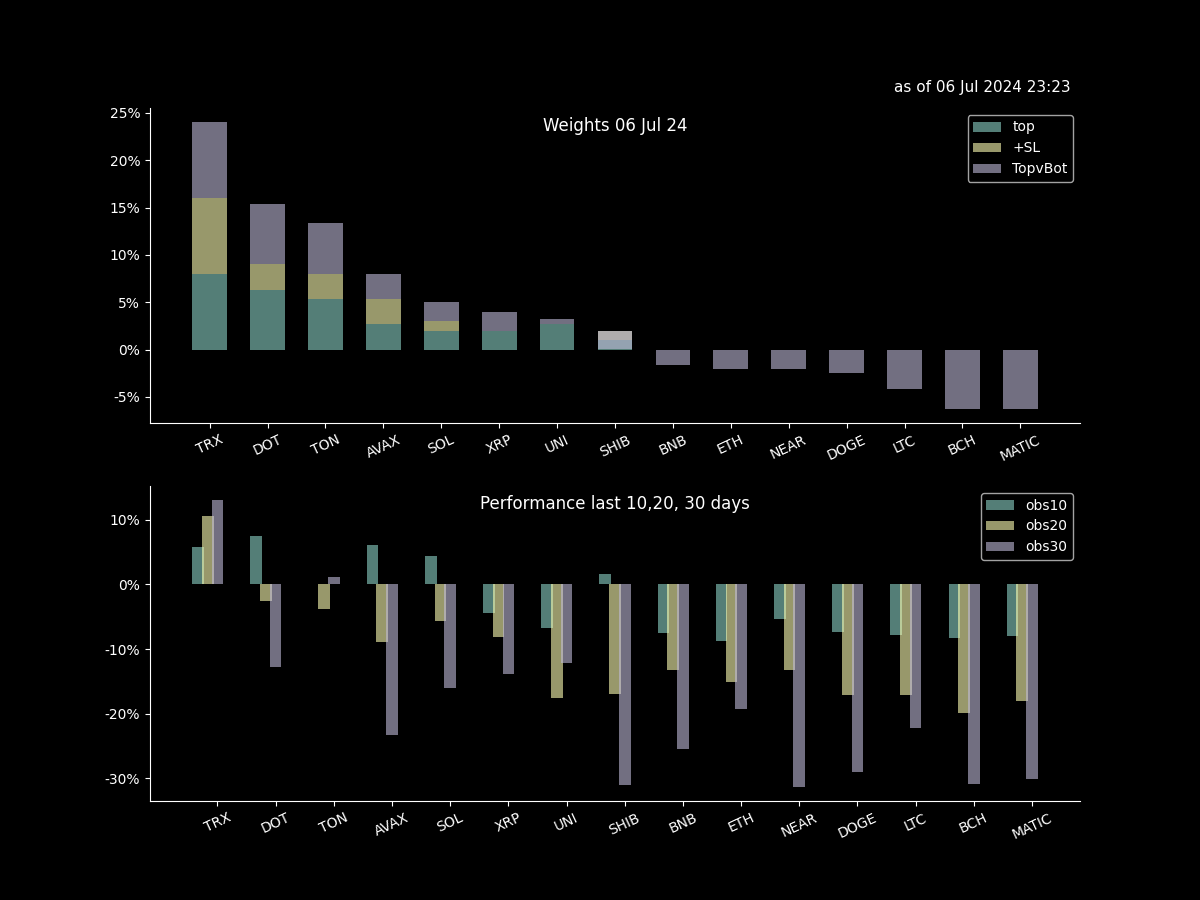 as of 06 Jul 2024 23:23
Weights 06 Jul 24
top
+SL
TopvBot
25%
20%
15%
10%
5%
0%
-5%
TRX DOT TON AVAX SOL XRP UNI SHIB BNB ETH NEAR DOGE LTC BCH MATIC
Performance last 10,20, 30 days
obs10
obs20
obs30
10%
0%
-10%
-20%
-30%
TRX DOT TON AVAX SOL XRP UNI SHIB BNB ETH NEAR DOGE LTC BCH MATIC